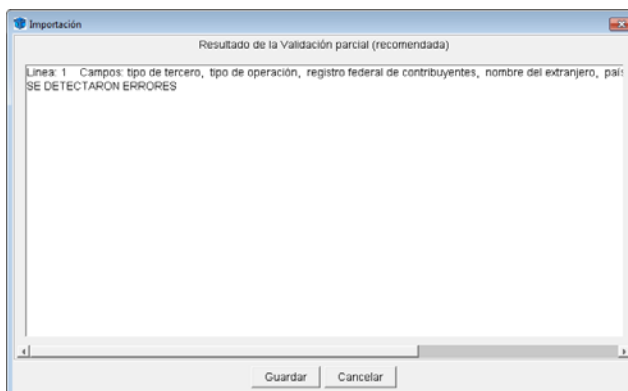 Importación
Resultado de la Validación parcial (recomendada)
Linea: 1 Campos: tipo de tercero, tipo de operación, registro federal de contribuyentes, nombre del extranjero, país
SE DETECTARON ERRORES
Guardar Cancelar